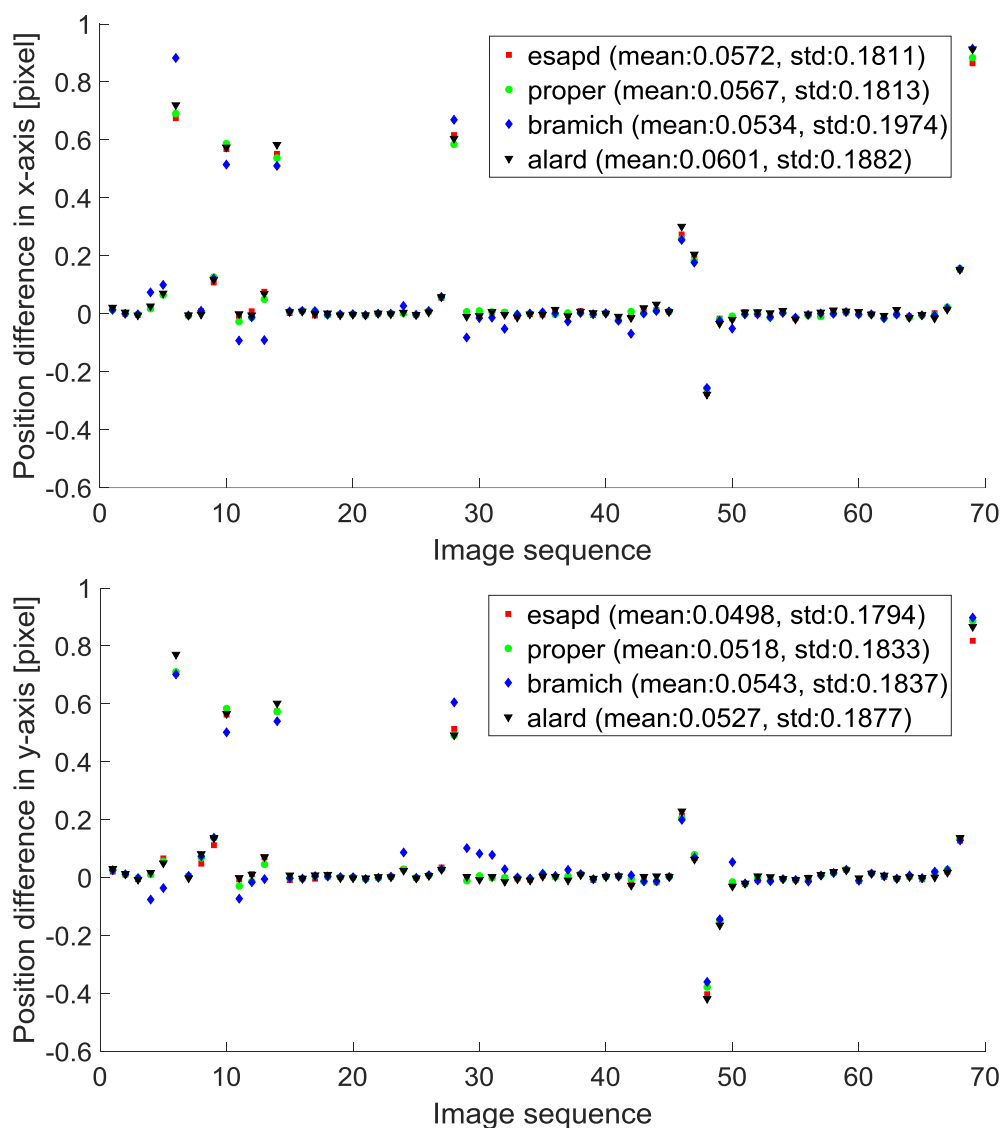 1
0.8
0.6
0.4
0.2
0
-0.2
-0.4
-0.6
Position difference in x-axis [pixel]
esapd (mean:0.0572, std:0.1811)
proper (mean:0.0567, std:0.1813)
bramich (mean:0.0534, std:0.1974)
alard (mean:0.0601, std:0.1882)
0 10 20 30 40 50 60 70
Image sequence
1
0.8
0.6
0.4
0.2
0
-0.2
-0.4
-0.6
Position difference in y-axis [pixel]
esapd (mean:0.0498, std:0.1794)
proper (mean:0.0518, std:0.1833)
bramich (mean:0.0543, std:0.1837)
alard (mean:0.0527, std:0.1877)
0 10 20 30 40 50 60 70
Image sequence